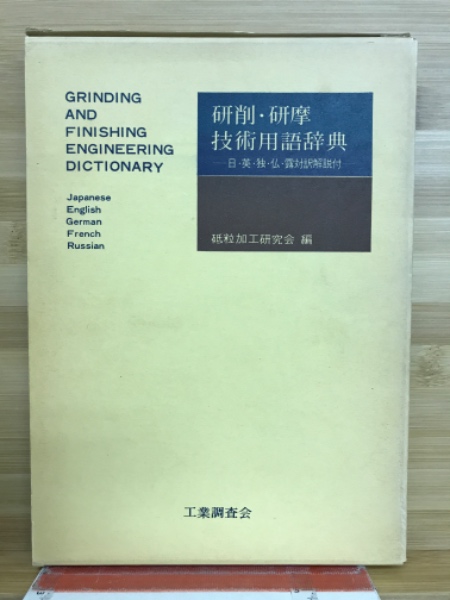 GRINDING
AND
FINISHING
ENGINEERING
DICTIONARY
Japanese
English
German
French
Russian
研削・研摩
技術用語辞典
─日・英・独・仏・露対訳解説付─
砥粒加工研究会 編
工業調査会